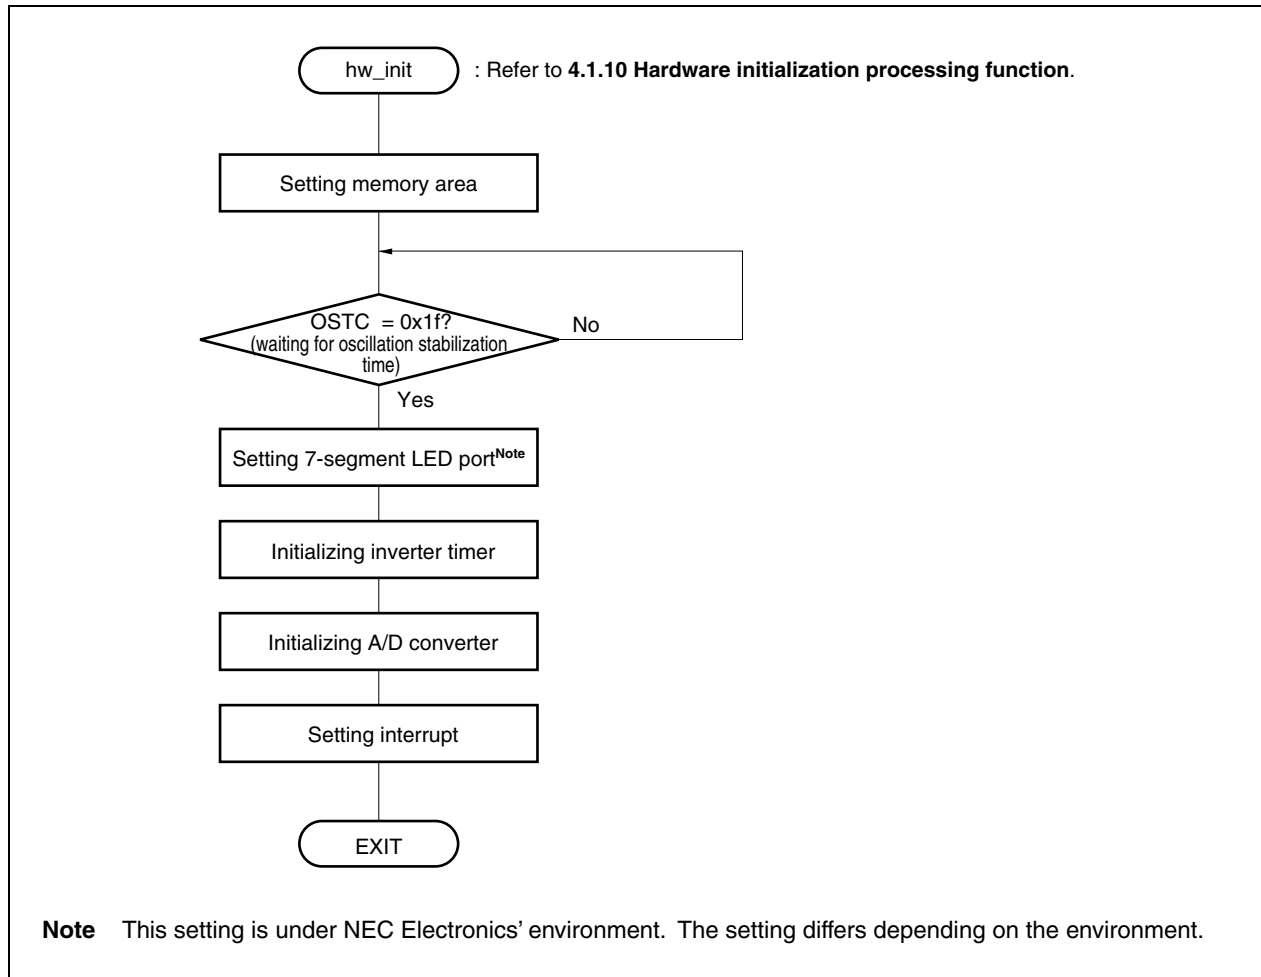 hw_init : Refer to 4.1.10 Hardware initialization processing function.
Setting memory area
OSTC = 0x1f?
(waiting for oscillation stabilization
time)
No
Yes
Setting 7-segment LED portNote
Initializing inverter timer
Initializing A/D converter
Setting interrupt
EXIT
Note This setting is under NEC Electronics’ environment. The setting differs depending on the environment.